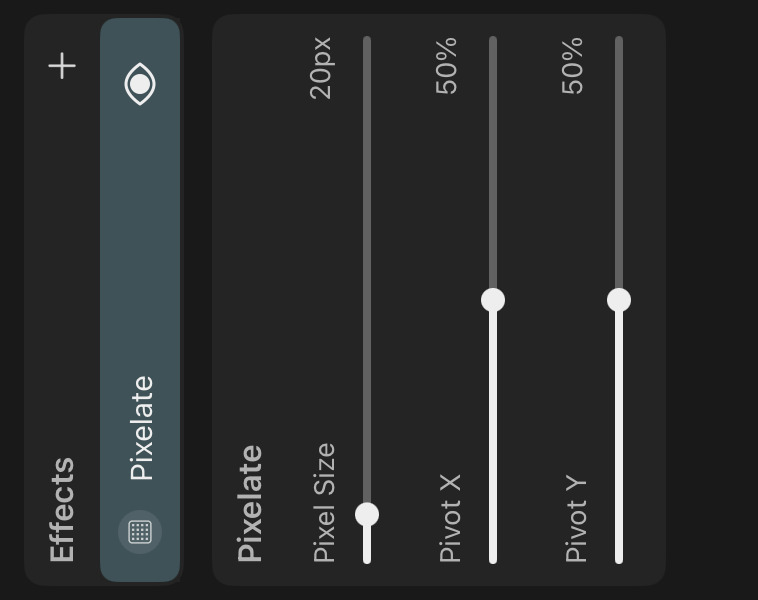 Effects
Pixelate
Pixelate
Pixel Size 20px
Pivot X 50%
Pivot Y 50%